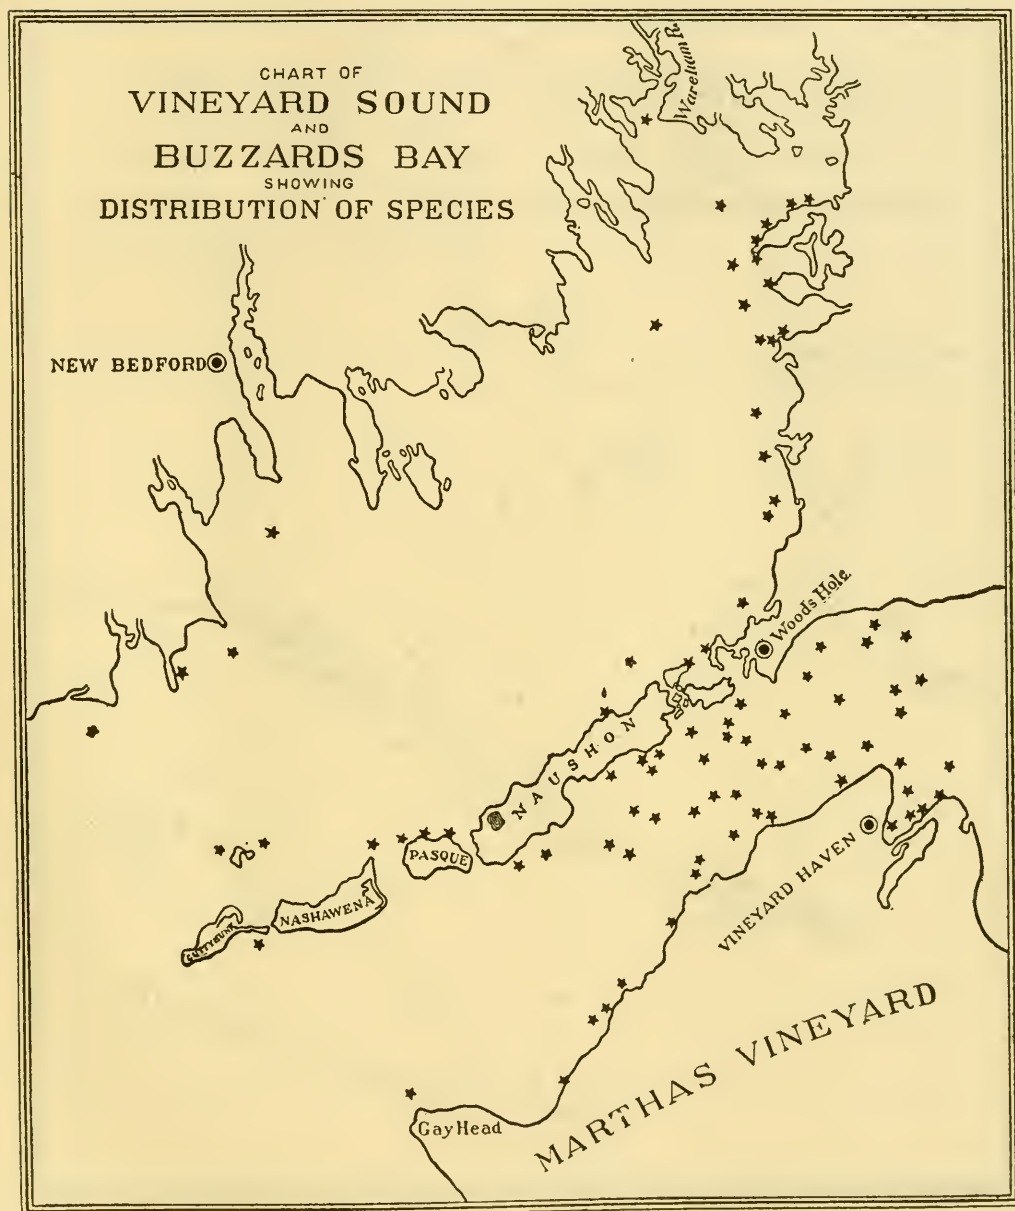 CHART OF
VINEYARD SOUND
AND
BUZZARDS BAY
SHOWING
DISTRIBUTION OF SPECIES
Wareham R.
NEW BEDFORD
Woods Hole
NAUSHON
PASQUE
NASHAWENA
CUTTYHUNK
VINEYARD HAVEN
MARTHAS VINEYARD
Gay Head